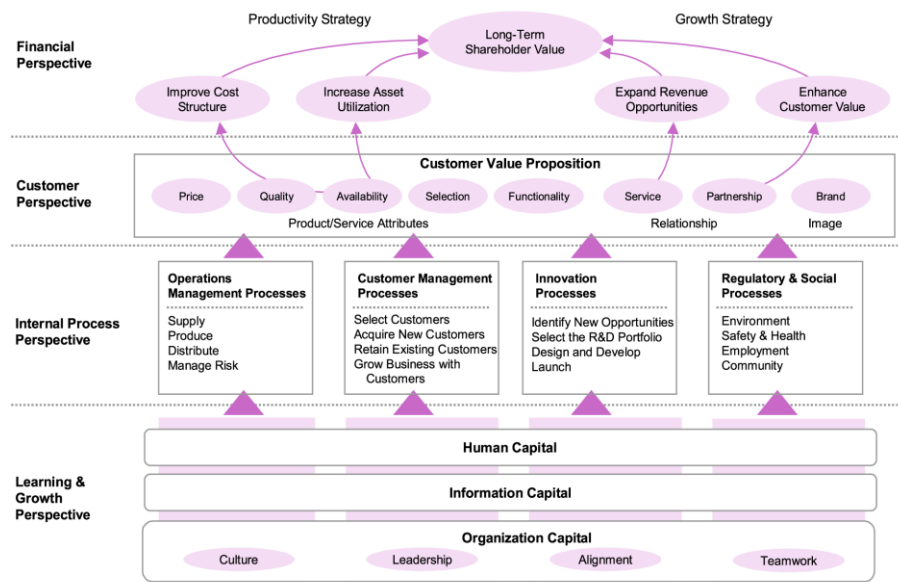 Productivity Strategy
Growth Strategy
Financial
Perspective
Long-Term
Shareholder Value
Improve Cost
Structure
Increase Asset
Utilization
Expand Revenue
Opportunities
Enhance
Customer Value
Customer
Perspective
Customer Value Proposition
Price
Quality
Availability
Selection
Functionality
Service
Partnership
Brand
Product/Service Attributes
Relationship
Image
Internal Process
Perspective
Operations
Management Processes
Supply
Produce
Distribute
Manage Risk
Customer Management
Processes
Select Customers
Acquire New Customers
Retain Existing Customers
Grow Business with
Customers
Innovation
Processes
Identify New Opportunities
Select the R&D Portfolio
Design and Develop
Launch
Regulatory & Social
Processes
Environment
Safety & Health
Employment
Community
Learning &
Growth
Perspective
Human Capital
Information Capital
Organization Capital
Culture
Leadership
Alignment
Teamwork